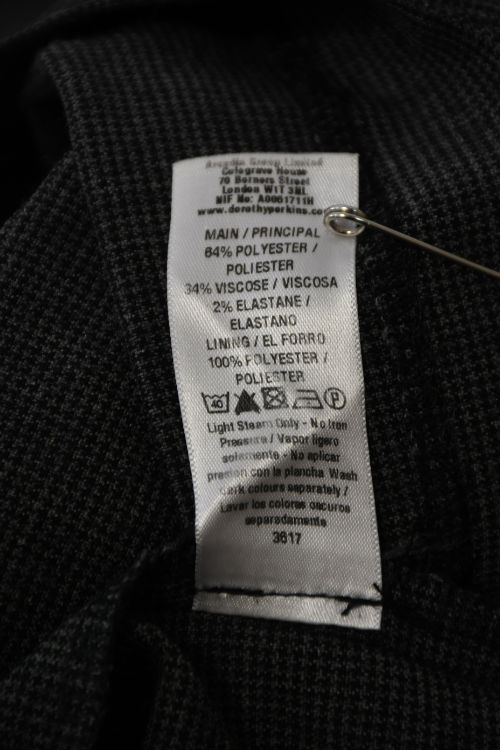 Arcadia Group Limited
Colegrave House
70 Berners Street
London W1T 3NL
NIF No: A0061711H
www.dorothyperkins.co
MAIN / PRINCIPAL
64% POLYESTER /
POLIESTER
34% VISCOSE / VISCOSA
2% ELASTANE /
ELASTANO
LINING / EL FORRO
100% POLYESTER /
POLIESTER
40 P
Light Steam Only - No Iron
Pressure / Vapor ligero
solamente - No aplicar
presion con la plancha Wash
dark colours separately /
Lavar los colores oscuros
separadamente
3617